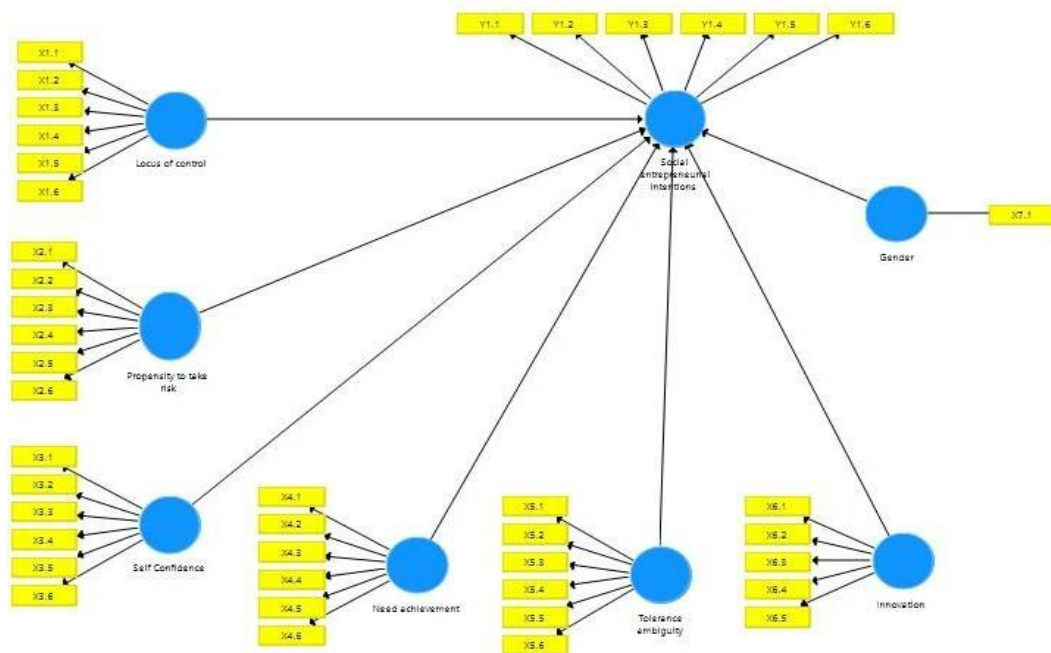 Y1.1
Y1.2
Y1.3
Y1.4
Y1.5
Y1.6
X1.1
X1.2
X1.3
X1.4
X1.5
X1.6
Locus of control
Social
entrepreneural
Intentions
X7.1
Gender
X2.1
X2.2
X2.3
X2.4
X2.5
X2.6
Propensity to take
risk
X3.1
X3.2
X3.3
X3.4
X3.5
X3.6
Self Confidence
X4.1
X4.2
X4.3
X4.4
X4.5
X4.6
Need achievement
X5.1
X5.2
X5.3
X5.4
X5.5
X5.6
Tolerance
ambiguity
X6.1
X6.2
X6.3
X6.4
X6.5
Innovation